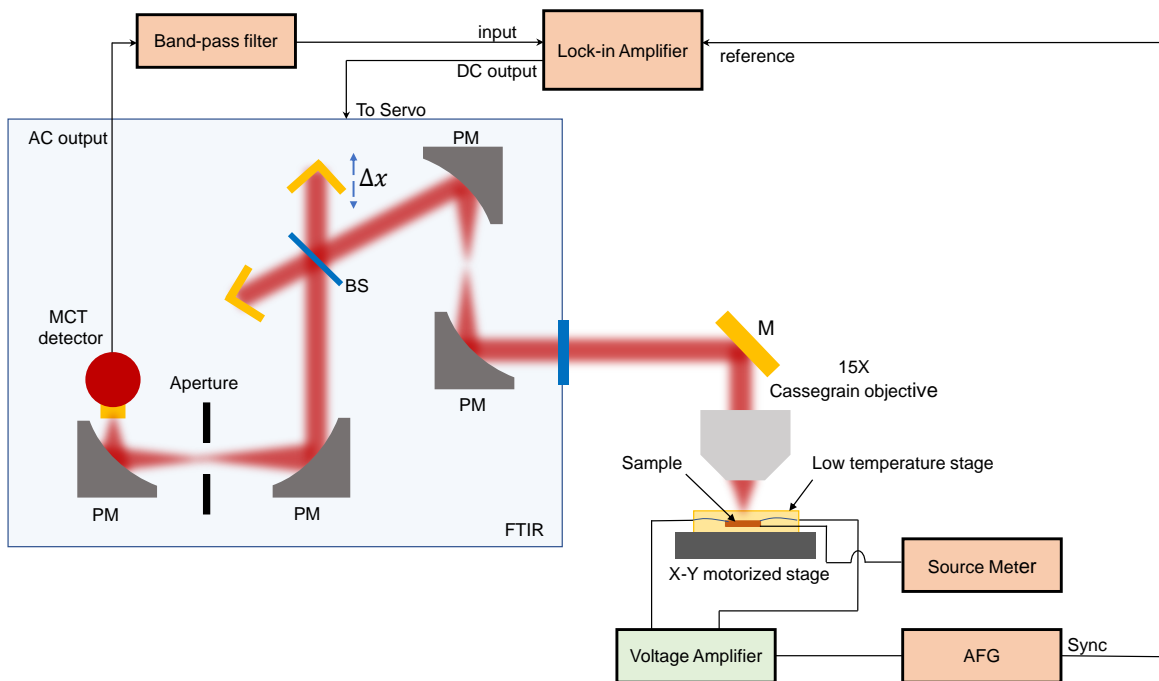 Band-pass filter
input
Lock-in Amplifier
DC output
reference
To Servo
AC output
PM
Δx
BS
MCT
detector
Aperture
M
15X
Cassegrain objective
PM
Sample
Low temperature stage
PM
PM
FTIR
X-Y motorized stage
Source Meter
Voltage Amplifier
AFG
Sync